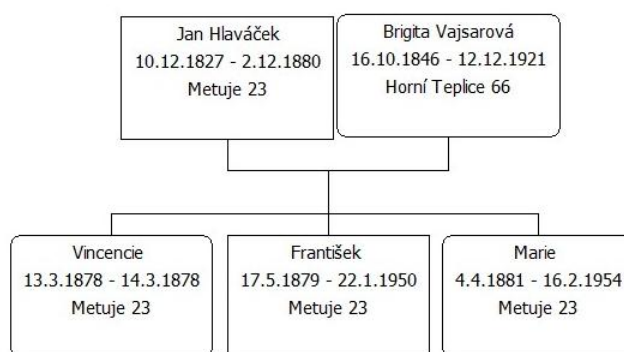 Jan Hlaváček
10.12.1827 - 2.12.1880
Metuje 23
Brigita Vajsarová
16.10.1846 - 12.12.1921
Horní Teplice 66
Vincencie
13.3.1878 - 14.3.1878
Metuje 23
František
17.5.1879 - 22.1.1950
Metuje 23
Marie
4.4.1881 - 16.2.1954
Metuje 23